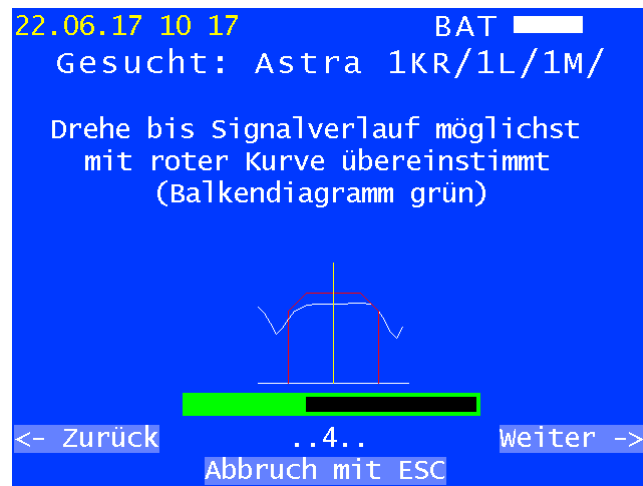 22.06.17 10 17 BAT
Gesucht: Astra 1KR/1L/1M/
Drehe bis Signalverlauf möglichst
mit roter Kurve übereinstimmt
(Balkendiagramm grün)
<- Zurück ..4.. Weiter ->
Abbruch mit ESC